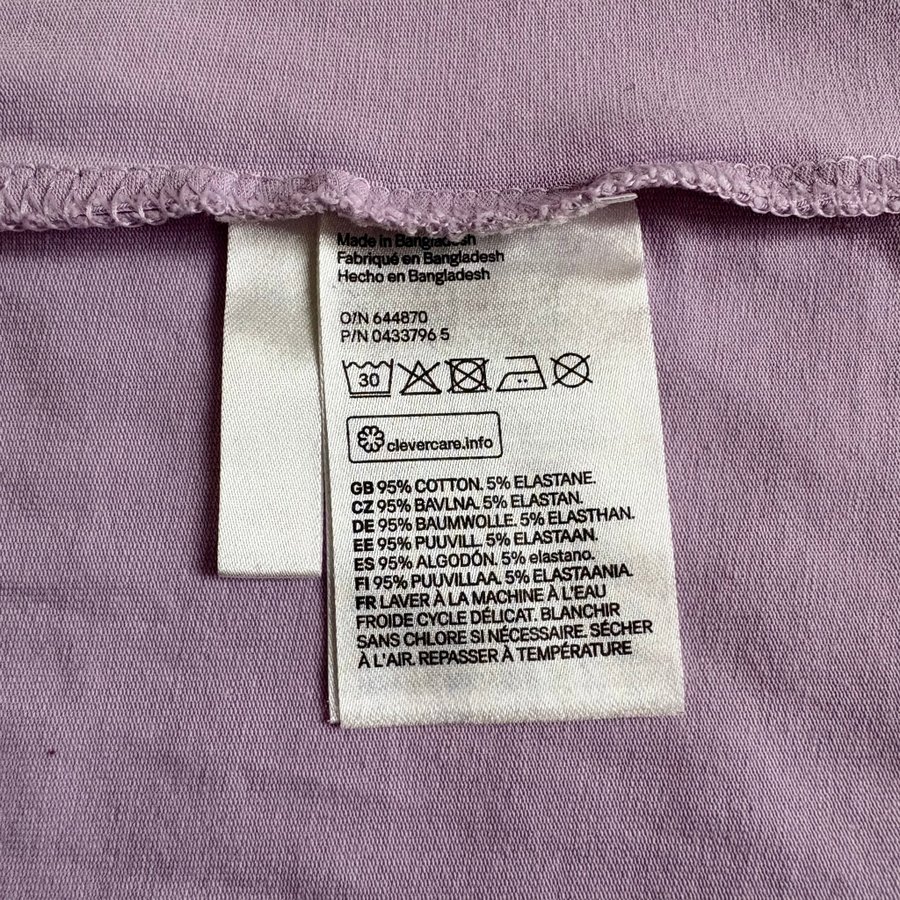 Made in Bangladesh
Fabriqué en Bangladesh
Hecho en Bangladesh
O/N 644870
P/N 0433796 5
30
clevercare.info
GB 95% COTTON. 5% ELASTANE.
CZ 95% BAVLNA. 5% ELASTAN.
DE 95% BAUMWOLLE. 5% ELASTHAN.
EE 95% PUUVILL. 5% ELASTAAN.
ES 95% ALGODÓN. 5% elastano.
FI 95% PUUVILLAA. 5% ELASTAANIA.
FR LAVER À LA MACHINE À L'EAU
FROIDE CYCLE DÉLICAT. BLANCHIR
SANS CHLORE SI NÉCESSAIRE. SÉCHER
À L'AIR. REPASSER À TEMPÉRATURE